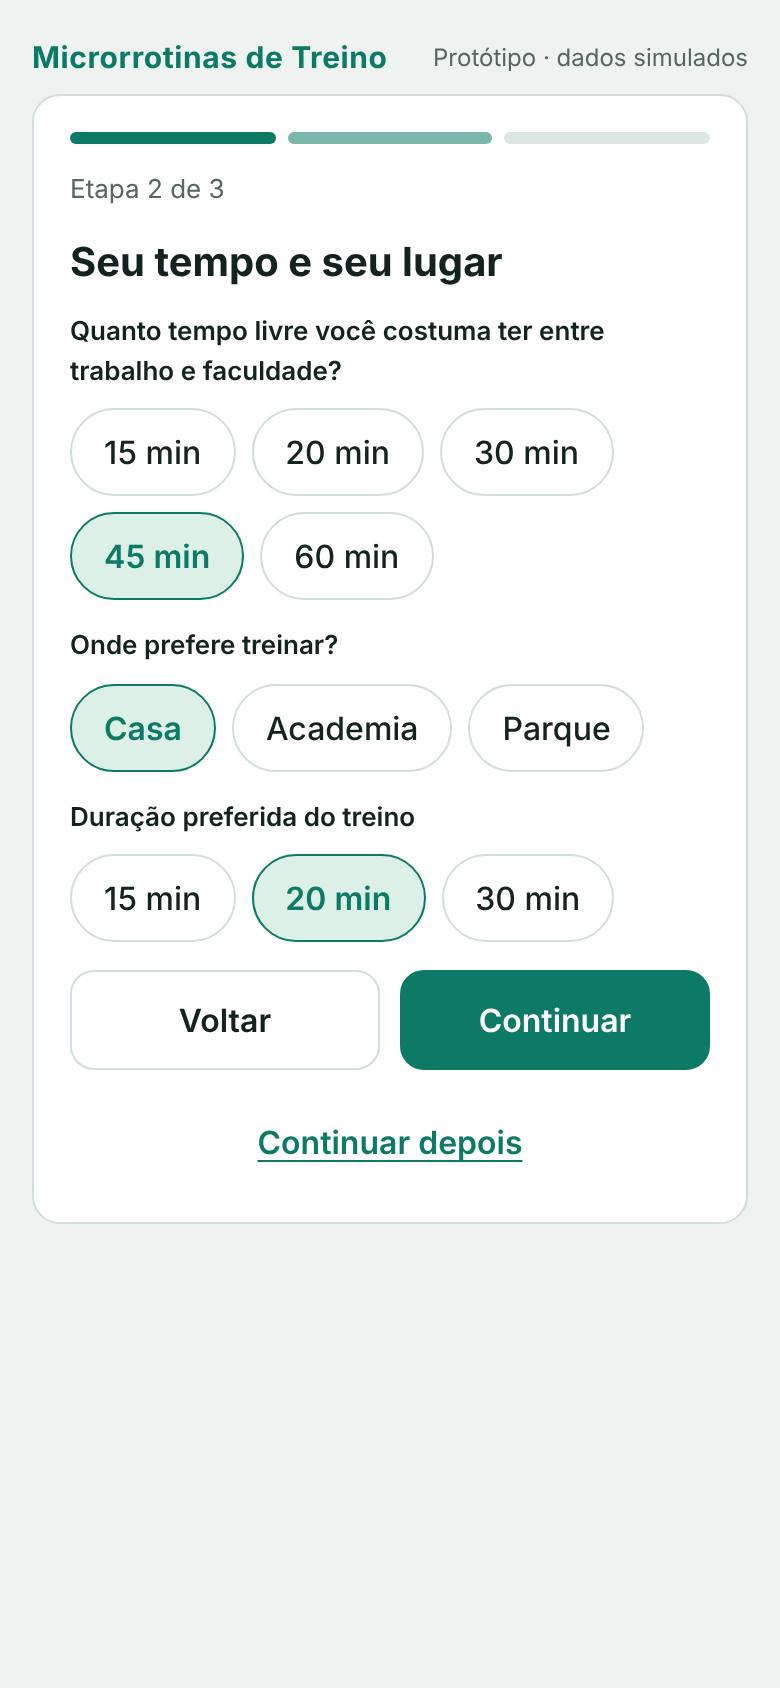 Microrrotinas de Treino
Protótipo · dados simulados
Etapa 2 de 3
Seu tempo e seu lugar
Quanto tempo livre você costuma ter entre
trabalho e faculdade?
15 min
20 min
30 min
45 min
60 min
Onde prefere treinar?
Casa
Academia
Parque
Duração preferida do treino
15 min
20 min
30 min
Voltar
Continuar
Continuar depois